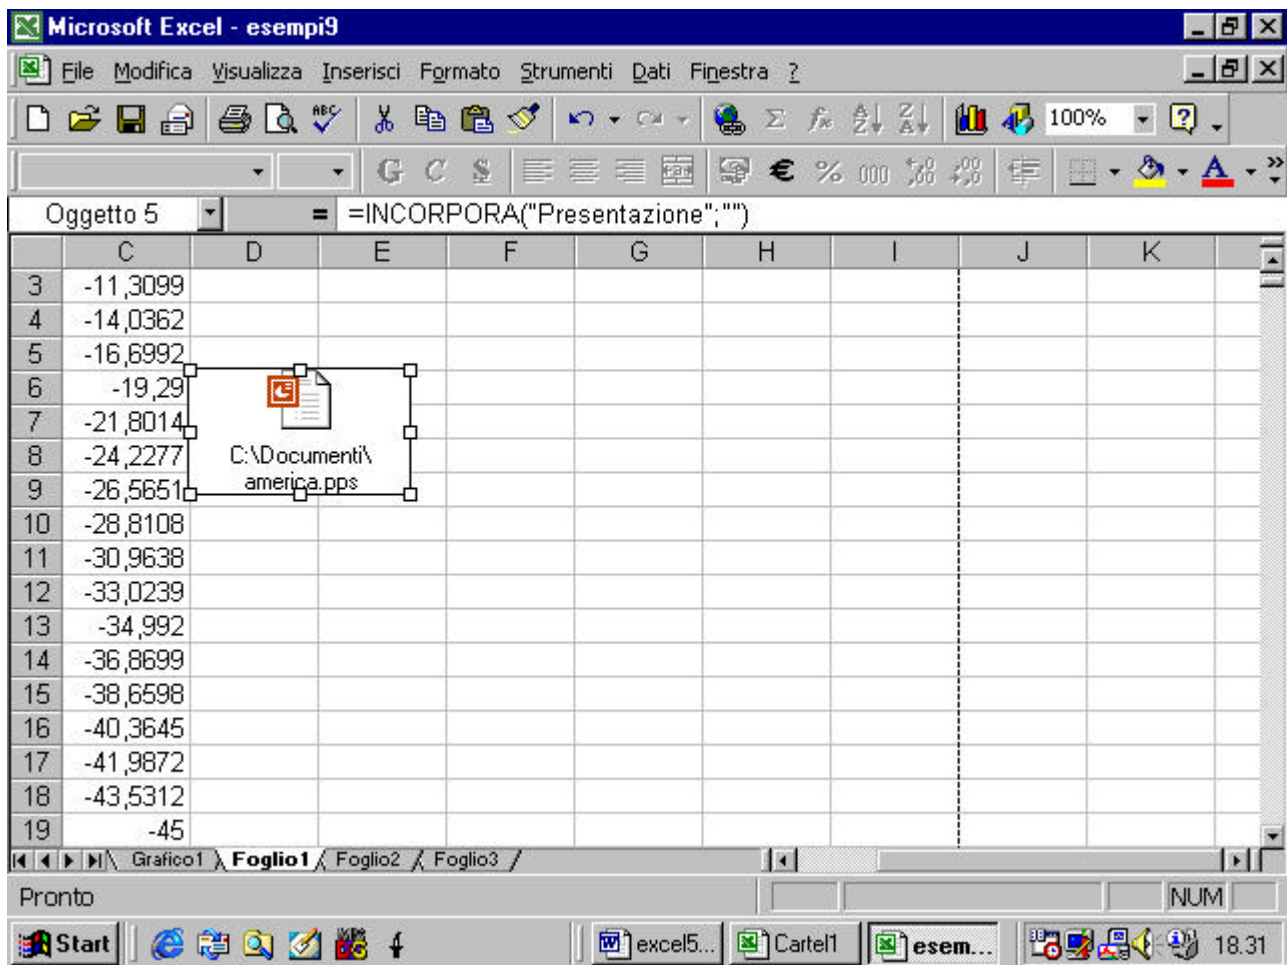 Microsoft Excel - esempi9
File Modifica Visualizza Inserisci Formato Strumenti Dati Finestra ?
ABC 100%
G C S € % 000
Oggetto 5 = =INCORPORA("Presentazione";"")
C D E F G H I J K
3 -11,3099
4 -14,0362
5 -16,6992
6 -19,29
7 -21,8014
8 -24,2277
C:\Documenti\
9 -26,5651
america.pps
10 -28,8108
11 -30,9638
12 -33,0239
13 -34,992
14 -36,8699
15 -38,6598
16 -40,3645
17 -41,9872
18 -43,5312
19 -45
Grafico1 Foglio1 Foglio2 Foglio3
Pronto NUM
Start excel5... Cartel1 esem... 18.31